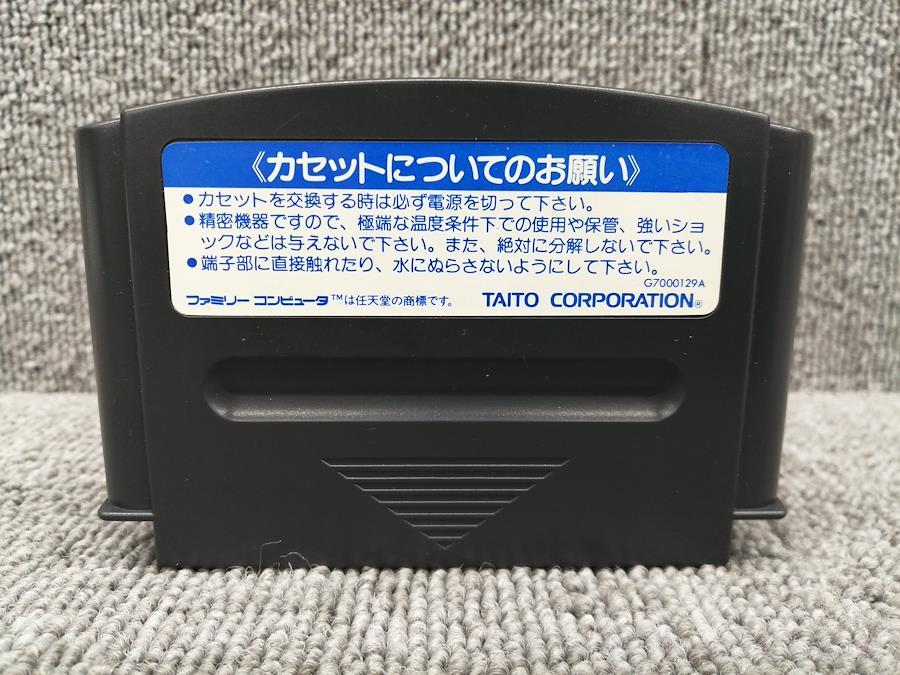 《カセットについてのお願い》
●カセットを交換する時は必ず電源を切って下さい。
●精密機器ですので、極端な温度条件下での使用や保管、強いショ
ックなどは与えないで下さい。また、絶対に分解しないで下さい。
●端子部に直接触れたり、水にぬらさないようにして下さい。
G7000129A
ファミリー コンピュータ™は任天堂の商標です。 TAITO CORPORATION®